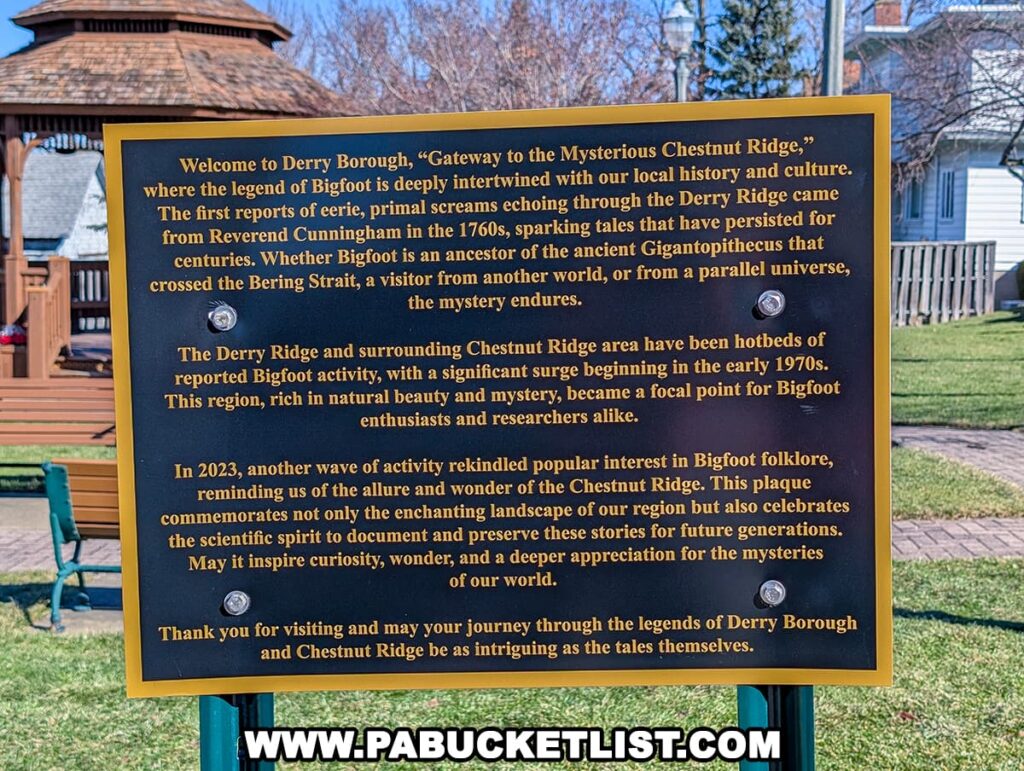 Welcome to Derry Borough, “Gateway to the Mysterious Chestnut Ridge,”
where the legend of Bigfoot is deeply intertwined with our local history and culture.
The first reports of eerie, primal screams echoing through the Derry Ridge came
from Reverend Cunningham in the 1760s, sparking tales that have persisted for
centuries. Whether Bigfoot is an ancestor of the ancient Gigantopithecus that
crossed the Bering Strait, a visitor from another world, or from a parallel universe,
the mystery endures.
The Derry Ridge and surrounding Chestnut Ridge area have been hotbeds of
reported Bigfoot activity, with a significant surge beginning in the early 1970s.
This region, rich in natural beauty and mystery, became a focal point for Bigfoot
enthusiasts and researchers alike.
In 2023, another wave of activity rekindled popular interest in Bigfoot folklore,
reminding us of the allure and wonder of the Chestnut Ridge. This plaque
commemorates not only the enchanting landscape of our region but also celebrates
the scientific spirit to document and preserve these stories for future generations.
May it inspire curiosity, wonder, and a deeper appreciation for the mysteries
of our world.
Thank you for visiting and may your journey through the legends of Derry Borough
and Chestnut Ridge be as intriguing as the tales themselves.
WWW.PABUCKETLIST.COM